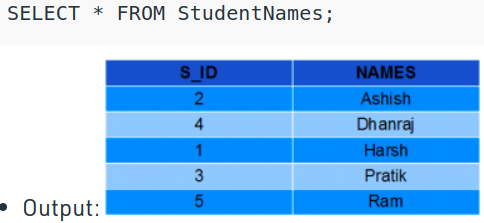 SELECT * FROM StudentNames;
S_ID NAMES
2 Ashish
4 Dhanraj
1 Harsh
3 Pratik
5 Ram
• Output: